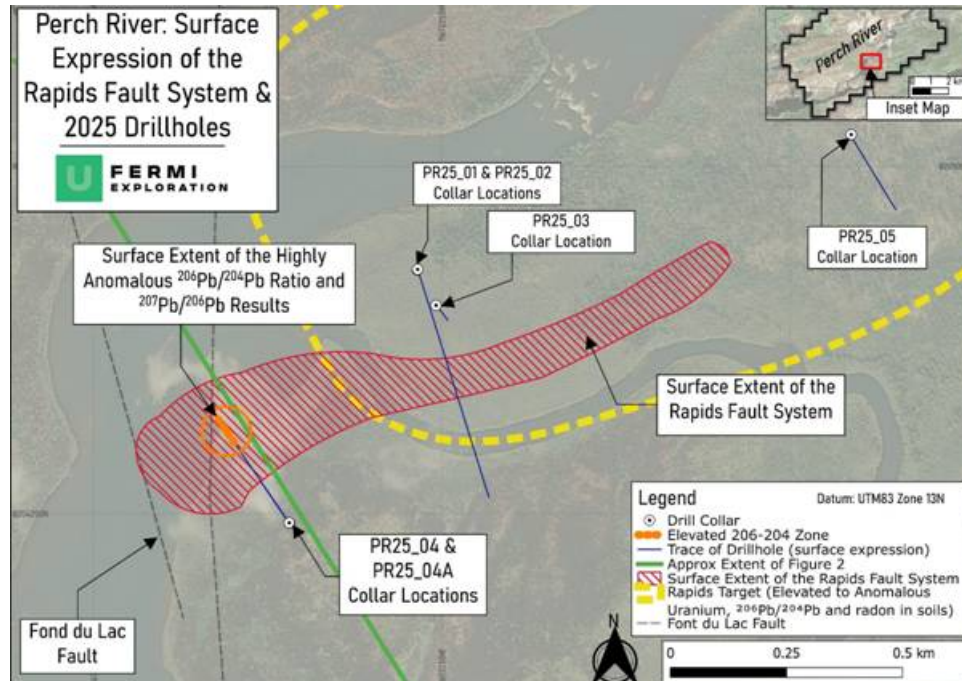 Perch River: Surface
Expression of the
Rapids Fault System &
2025 Drillholes
U FERMI
EXPLORATION
Perch River
0 1 2 km
Inset Map
PR25_01 & PR25_02
Collar Locations
PR25_03
Collar Location
PR25_05
Collar Location
Surface Extent of the Highly
Anomalous ²⁰⁶Pb/²⁰⁴Pb Ratio and
²⁰⁷Pb/²⁰⁶Pb Results
Surface Extent of the
Rapids Fault System
PR25_04 &
PR25_04A
Collar Locations
Fond du Lac
Fault
Legend Datum: UTM83 Zone 13N
Drill Collar
Elevated 206-204 Zone
Trace of Drillhole (surface expression)
Approx Extent of Figure 2
Surface Extent of the Rapids Fault System
Rapids Target (Elevated to Anomalous
Uranium, ²⁰⁶Pb/²⁰⁴Pb and radon in soils)
Font du Lac Fault
N
0 0.25 0.5 km